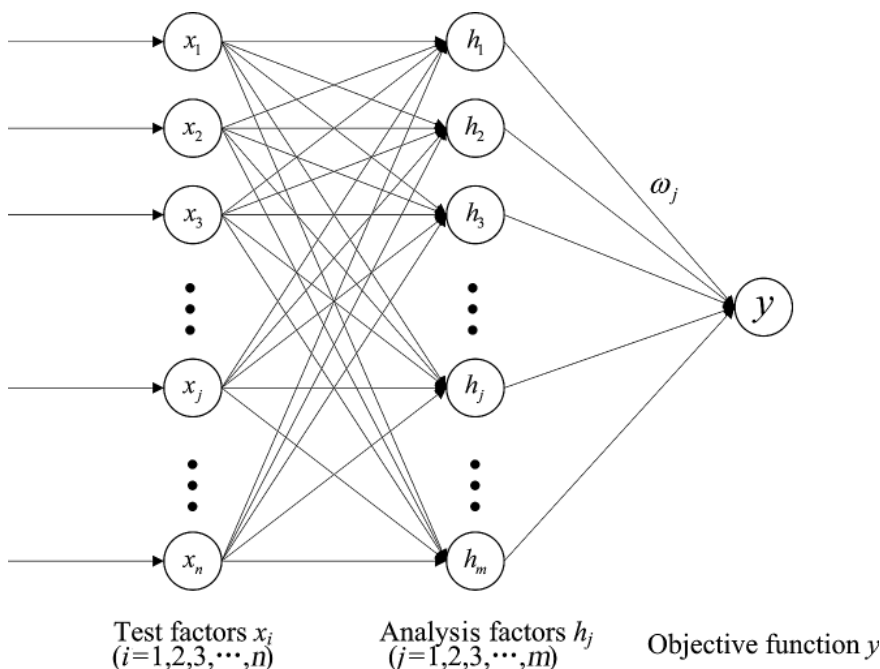 x₁
h₁
x₂
h₂
ωⱼ
x₃
h₃
y
xⱼ
hⱼ
xₙ
hₘ
Test factors xᵢ
(i=1,2,3,⋯,n)
Analysis factors hⱼ
(j=1,2,3,⋯,m)
Objective function y